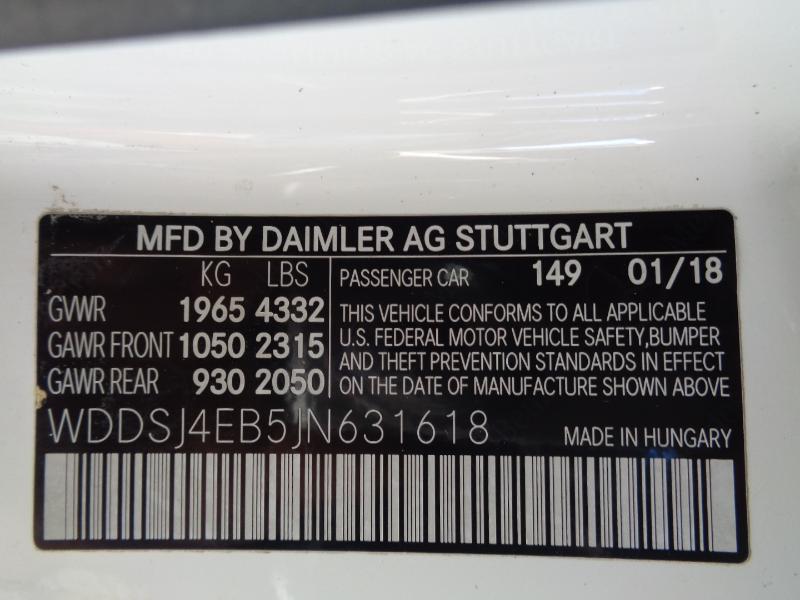 MFD BY DAIMLER AG STUTTGART
KG LBS
GVWR 1965 4332
GAWR FRONT 1050 2315
GAWR REAR 930 2050
PASSENGER CAR 149 01/18
THIS VEHICLE CONFORMS TO ALL APPLICABLE
U.S. FEDERAL MOTOR VEHICLE SAFETY,BUMPER
AND THEFT PREVENTION STANDARDS IN EFFECT
ON THE DATE OF MANUFACTURE SHOWN ABOVE
WDDSJ4EB5JN631618
MADE IN HUNGARY